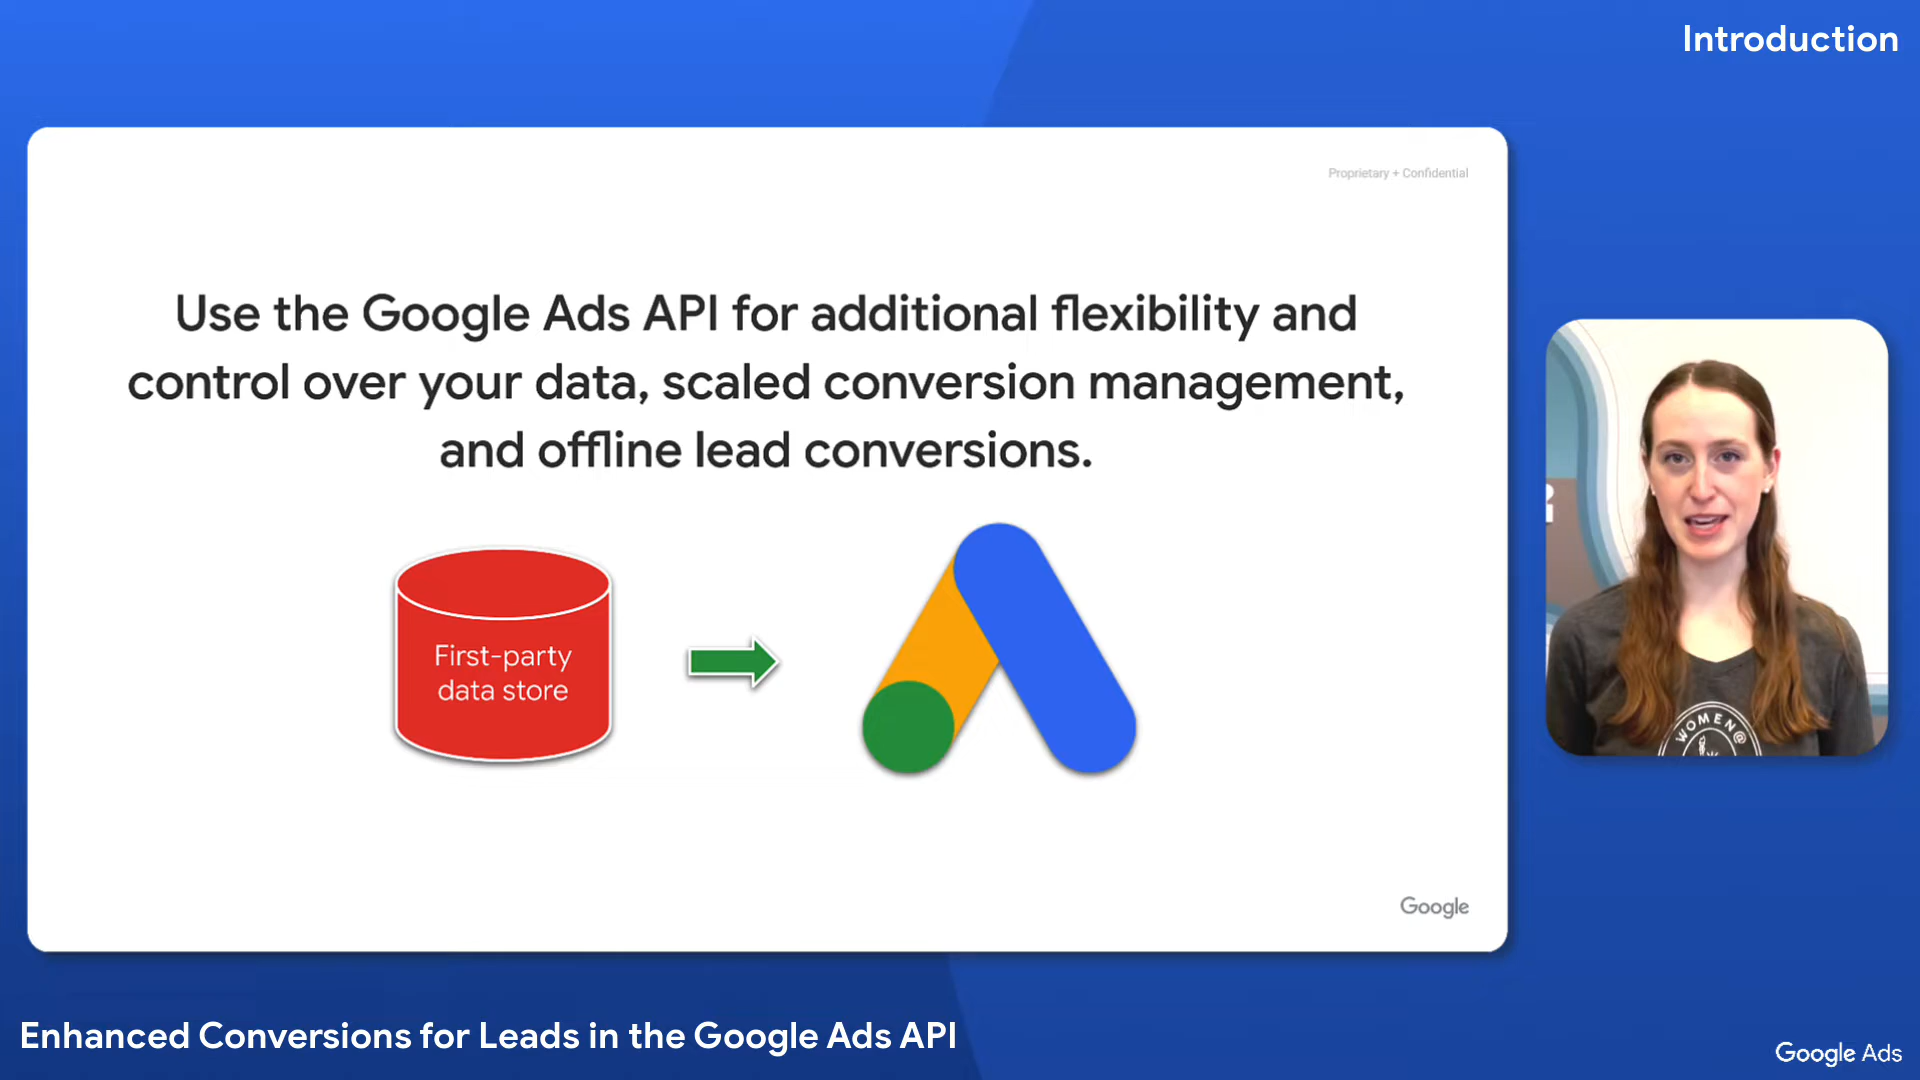 Introduction
Proprietary + Confidential
Use the Google Ads API for additional flexibility and
control over your data, scaled conversion management,
and offline lead conversions.
First-party
data store
WOMEN@
Google
Enhanced Conversions for Leads in the Google Ads API
Google Ads